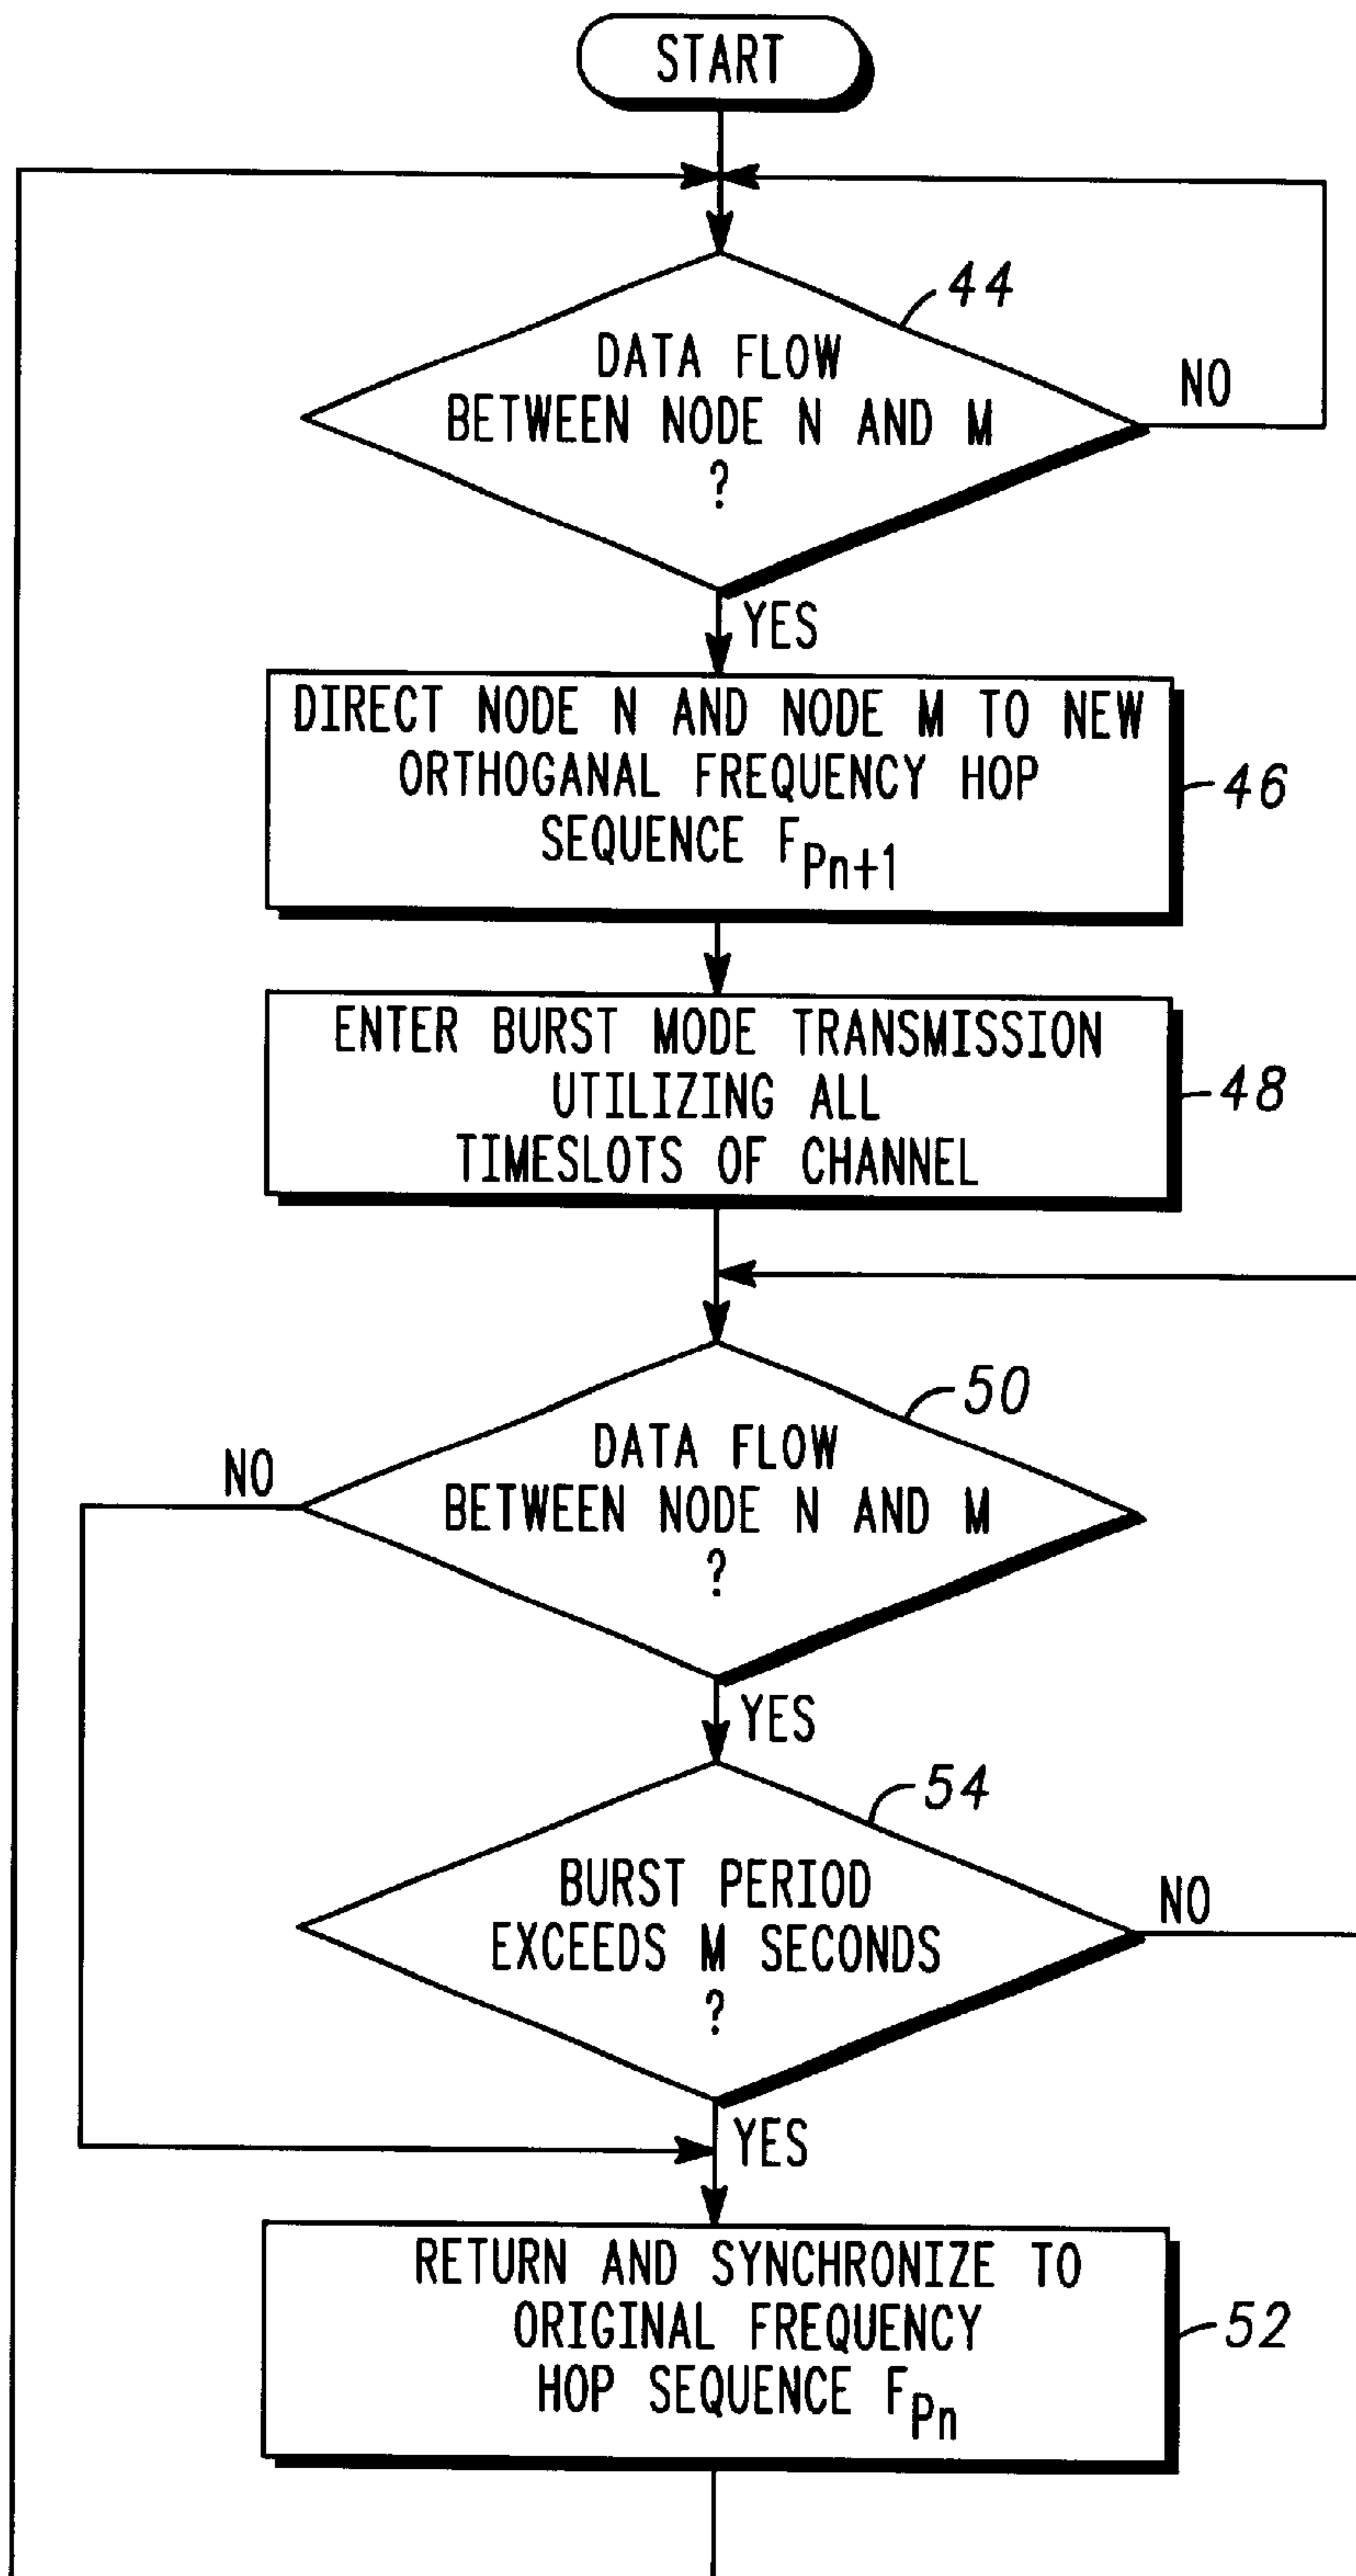 START
44
DATA FLOW
BETWEEN NODE N AND M
?
NO
YES
DIRECT NODE N AND NODE M TO NEW
ORTHOGANAL FREQUENCY HOP
SEQUENCE F_Pn+1
46
ENTER BURST MODE TRANSMISSION
UTILIZING ALL
TIMESLOTS OF CHANNEL
48
50
DATA FLOW
BETWEEN NODE N AND M
?
NO
YES
54
BURST PERIOD
EXCEEDS M SECONDS
?
NO
YES
RETURN AND SYNCHRONIZE TO
ORIGINAL FREQUENCY
HOP SEQUENCE F_Pn
52